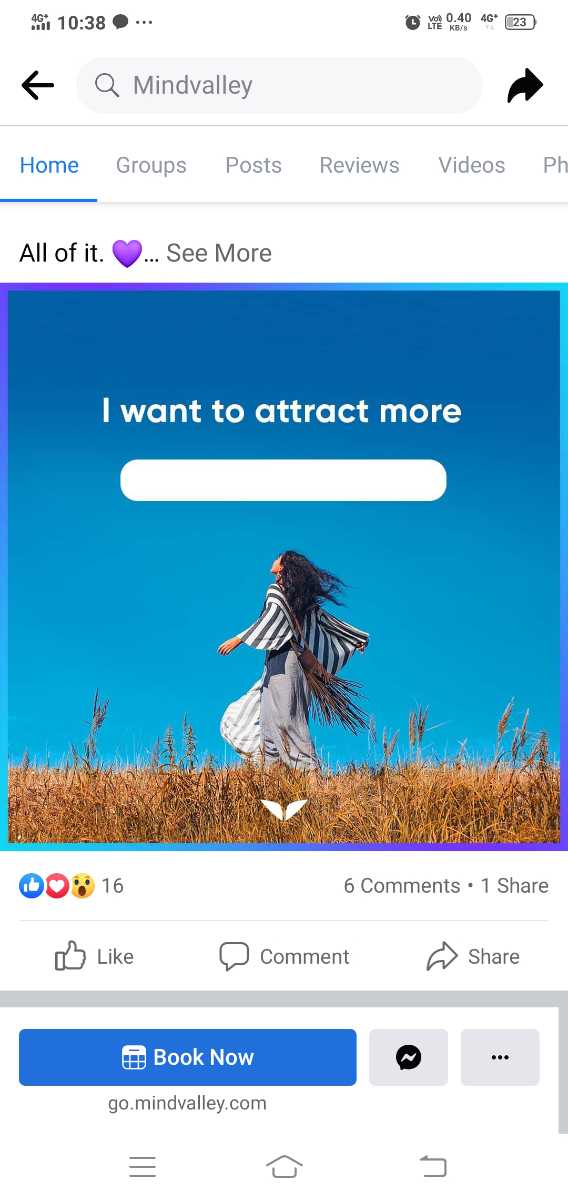 4G+ 10:38 ...
Vo) 0.40 4G+ 23
LTE KB/s
Mindvalley
Home Groups Posts Reviews Videos Ph
All of it. 💜... See More
I want to attract more
16 6 Comments • 1 Share
Like Comment Share
Book Now
go.mindvalley.com